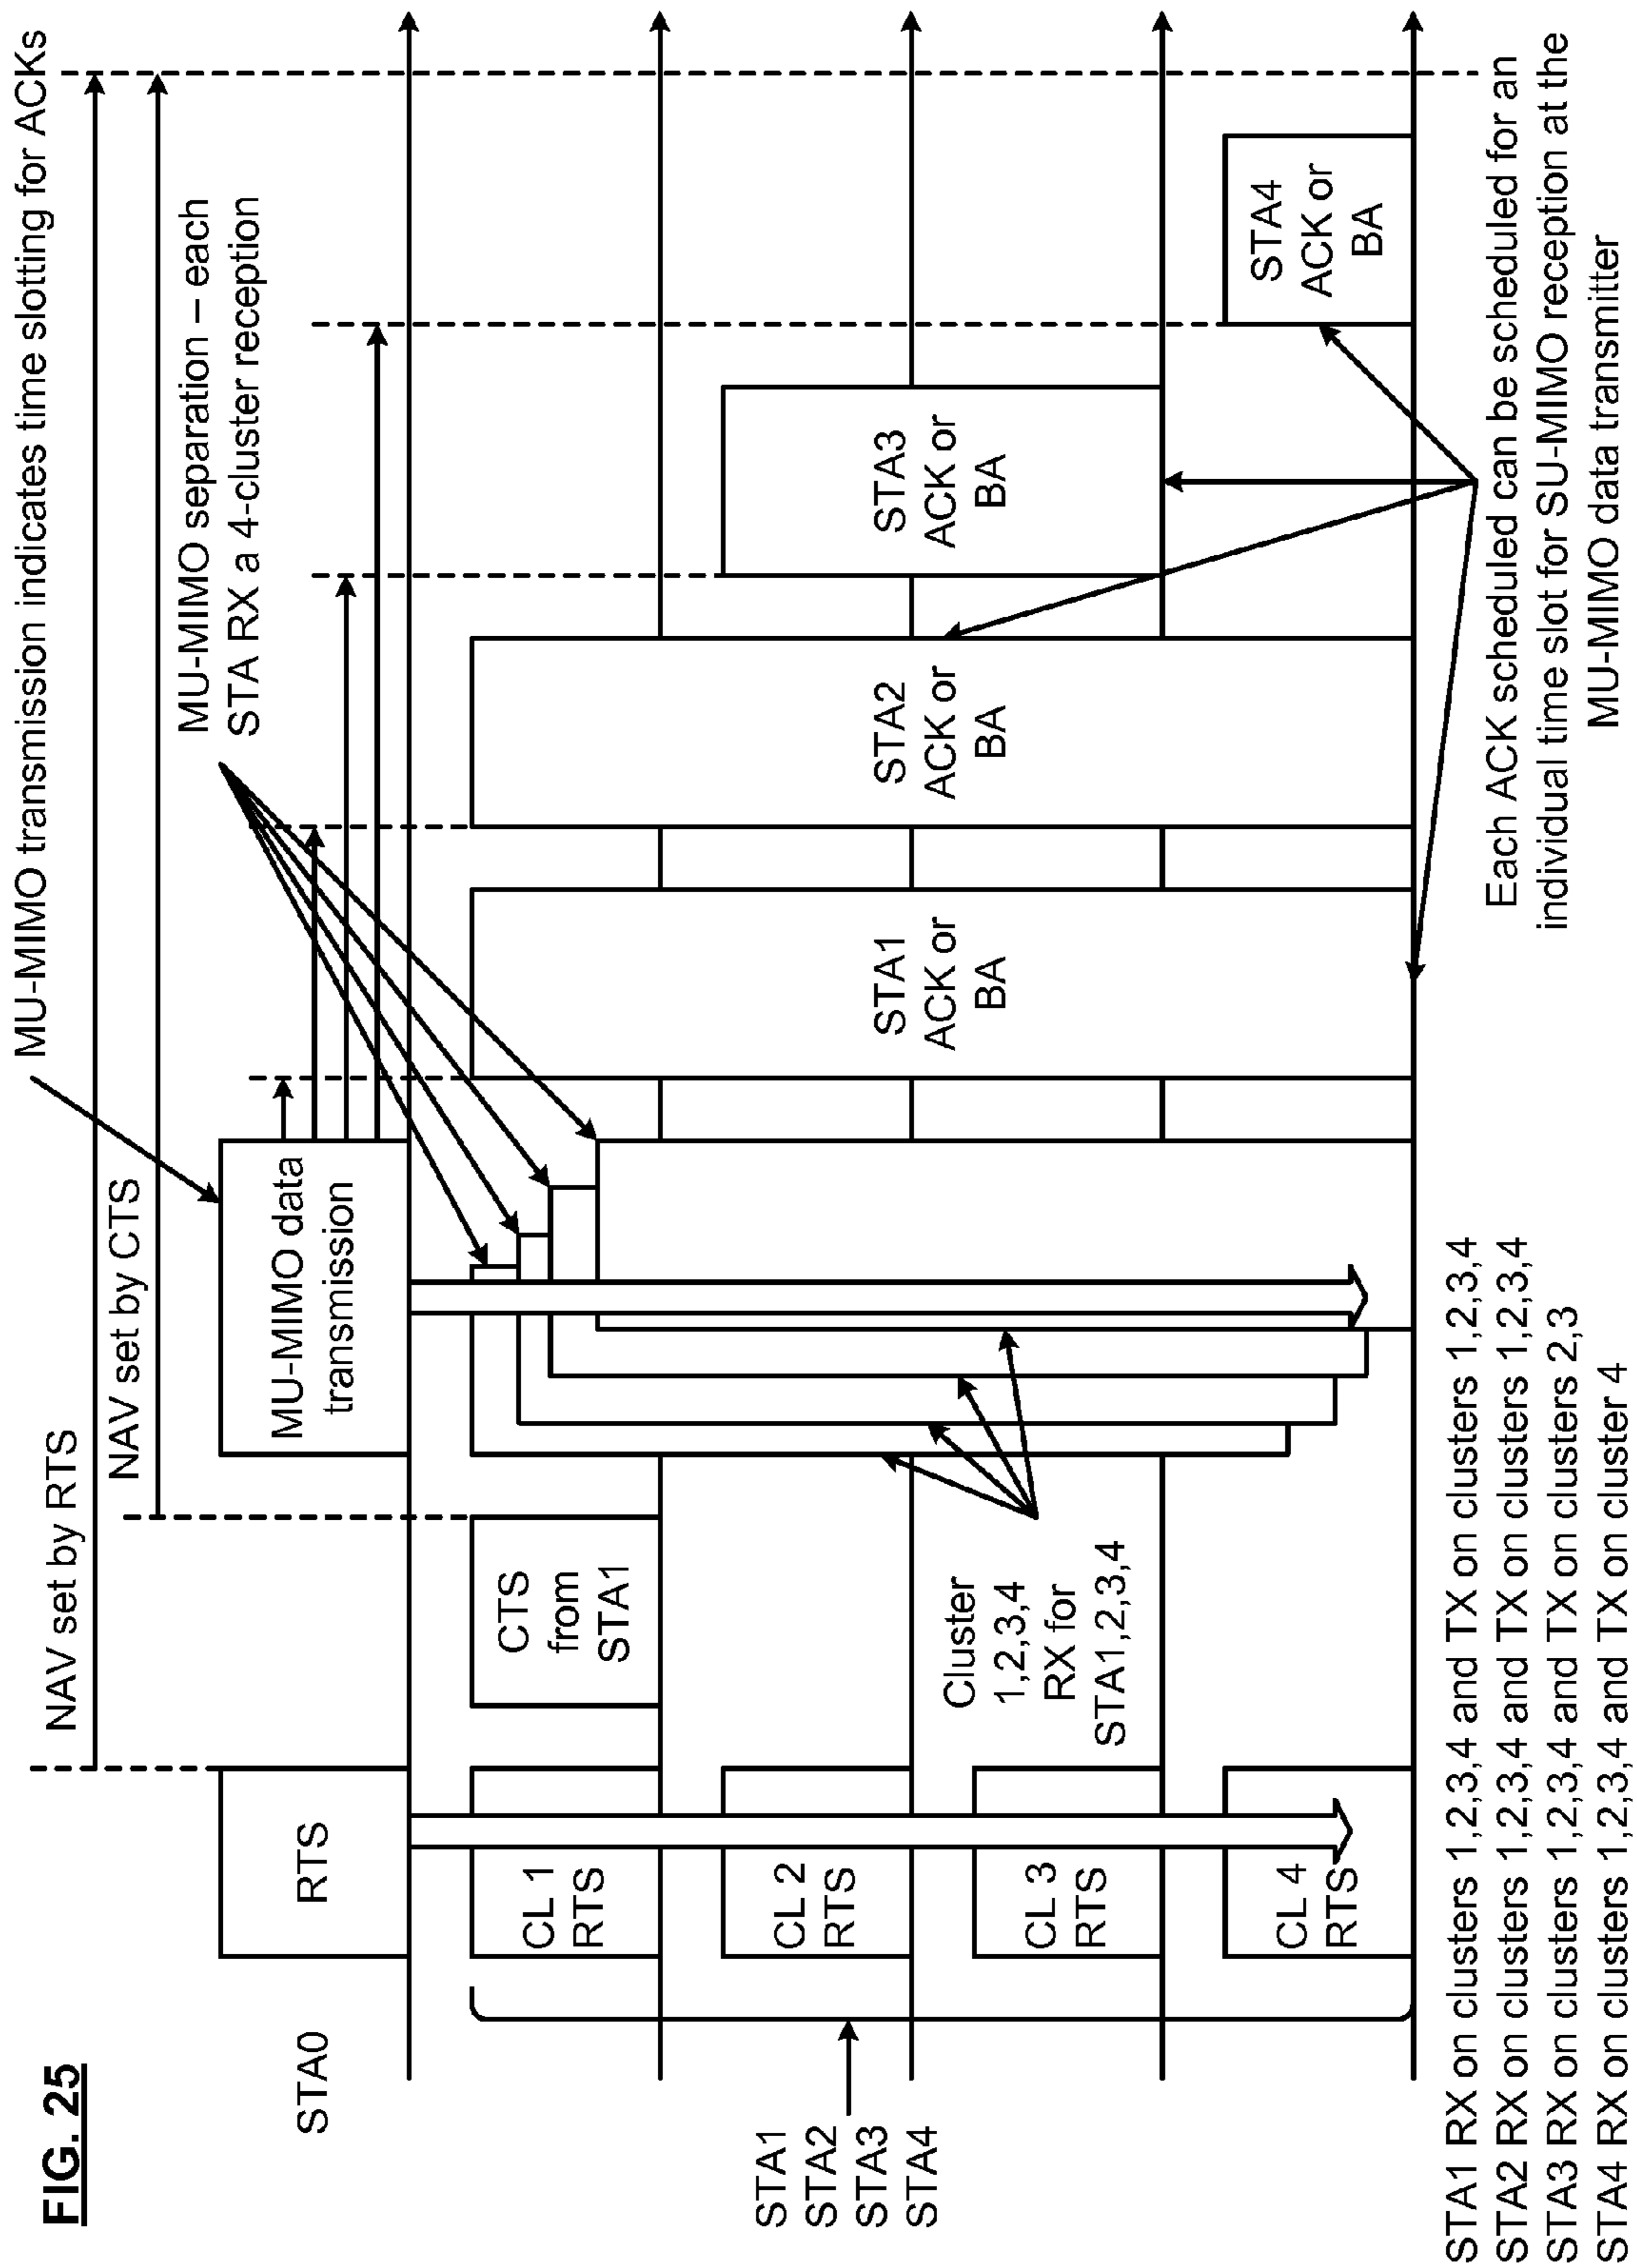 FIG. 25
MU-MIMO transmission indicates time slotting for ACKs
NAV set by RTS
NAV set by CTS
MU-MIMO separation – each
STA RX a 4-cluster reception
STA0
RTS
MU-MIMO data
transmission
CL 1
RTS
CTS
from
STA1
CL 2
RTS
CL 3
RTS
CL 4
RTS
Cluster
1,2,3,4
RX for
STA1,2,3,4
STA1
ACK or
BA
STA2
ACK or
BA
STA3
ACK or
BA
STA4
ACK or
BA
STA1
STA2
STA3
STA4
STA1 RX on clusters 1,2,3,4 and TX on clusters 1,2,3,4
STA2 RX on clusters 1,2,3,4 and TX on clusters 1,2,3,4
STA3 RX on clusters 1,2,3,4 and TX on clusters 2,3
STA4 RX on clusters 1,2,3,4 and TX on cluster 4
Each ACK scheduled can be scheduled for an
individual time slot for SU-MIMO reception at the
MU-MIMO data transmitter